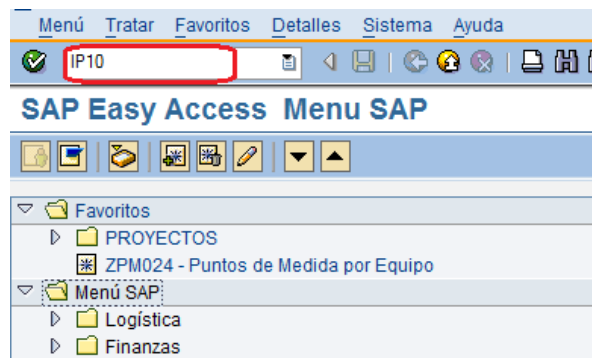 Menú Tratar Favoritos Detalles Sistema Ayuda
IP10
SAP Easy Access Menu SAP
Favoritos
PROYECTOS
ZPM024 - Puntos de Medida por Equipo
Menú SAP
Logística
Finanzas